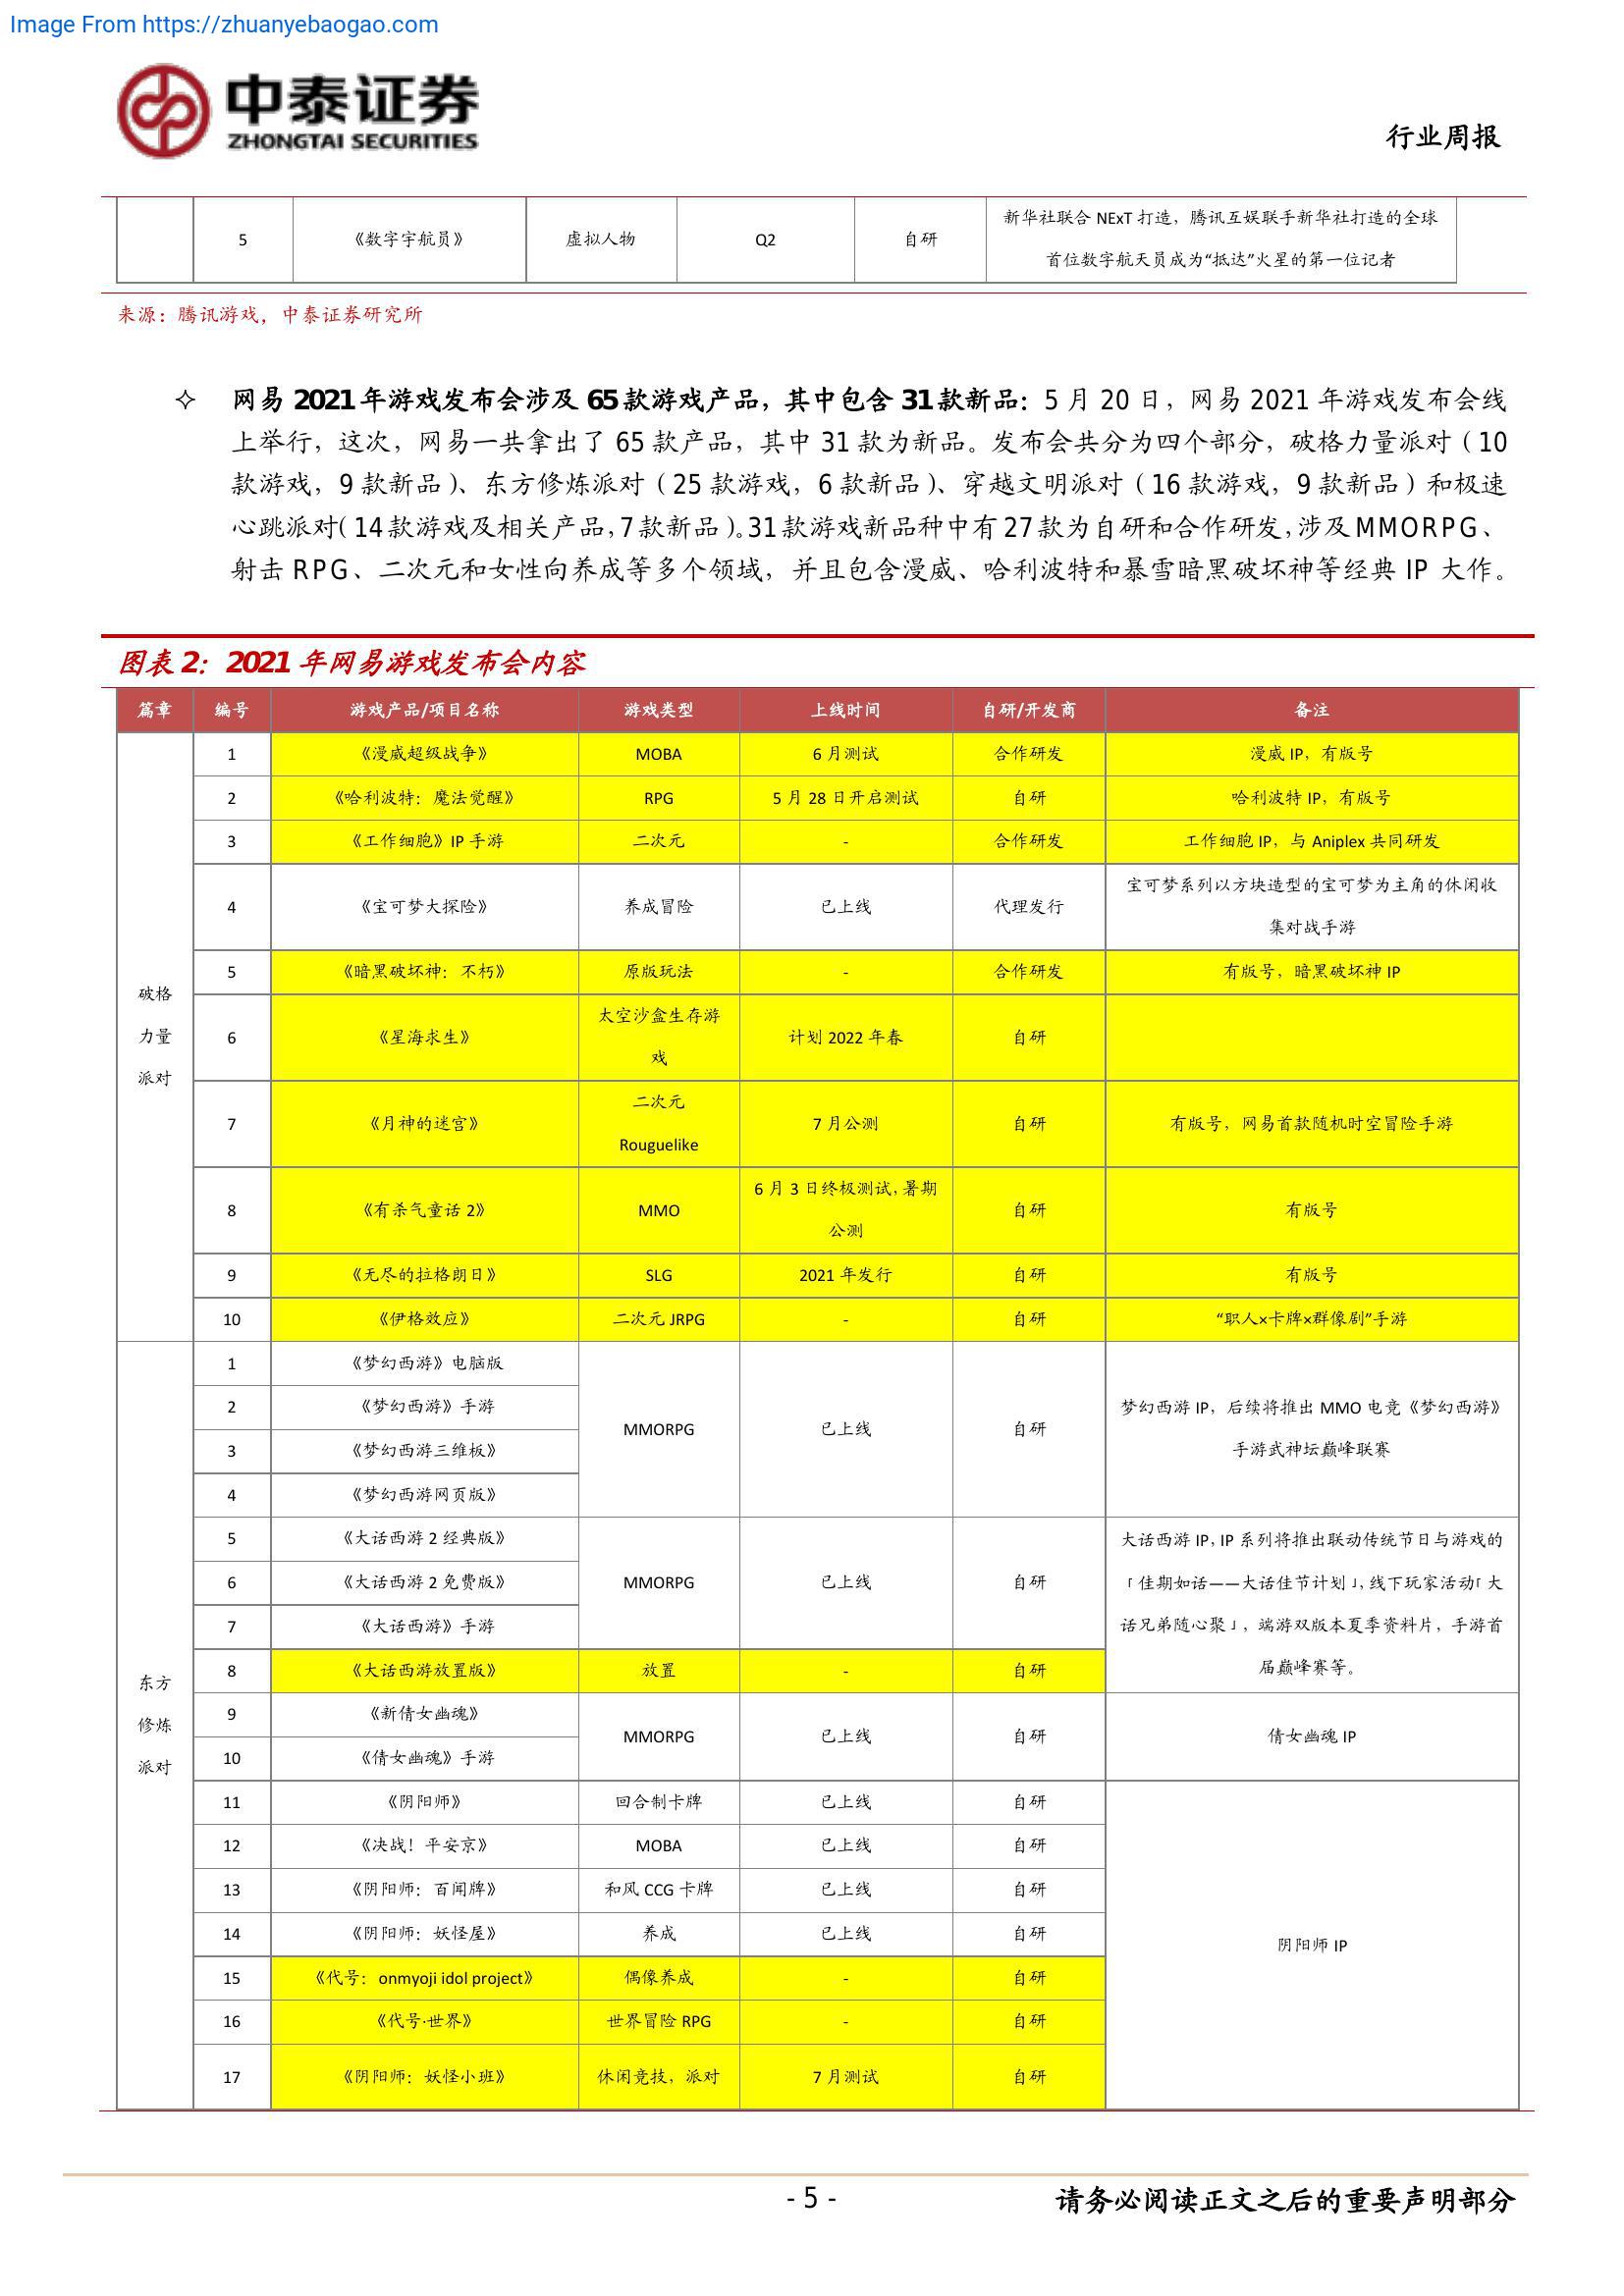 Image From https://zhuanyebaogao.com
中泰证券
ZHONGTAI SECURITIES
行业周报
5 《数字宇航员》 虚拟人物 Q2 自研 新华社联合 NExT 打造，腾讯互娱联手新华社打造的全球
首位数字航天员成为“抵达”火星的第一位记者
来源：腾讯游戏，中泰证券研究所
✧ 网易 2021 年游戏发布会涉及 65 款游戏产品，其中包含 31 款新品：5 月 20 日，网易 2021 年游戏发布会线
上举行，这次，网易一共拿出了 65 款产品，其中 31 款为新品。发布会共分为四个部分，破格力量派对（10
款游戏，9 款新品）、东方修炼派对（25 款游戏，6 款新品）、穿越文明派对（16 款游戏，9 款新品）和极速
心跳派对（14 款游戏及相关产品，7 款新品）。31 款游戏新品种中有 27 款为自研和合作研发，涉及 MMORPG、
射击 RPG、二次元和女性向养成等多个领域，并且包含漫威、哈利波特和暴雪暗黑破坏神等经典 IP 大作。
图表 2：2021 年网易游戏发布会内容
篇章 编号 游戏产品/项目名称 游戏类型 上线时间 自研/开发商 备注
破格
力量
派对
1 《漫威超级战争》 MOBA 6 月测试 合作研发 漫威 IP，有版号
2 《哈利波特：魔法觉醒》 RPG 5 月 28 日开启测试 自研 哈利波特 IP，有版号
3 《工作细胞》IP 手游 二次元 - 合作研发 工作细胞 IP，与 Aniplex 共同研发
4 《宝可梦大探险》 养成冒险 已上线 代理发行 宝可梦系列以方块造型的宝可梦为主角的休闲收
集对战手游
5 《暗黑破坏神：不朽》 原版玩法 - 合作研发 有版号，暗黑破坏神 IP
6 《星海求生》 太空沙盒生存游
戏 计划 2022 年春 自研
7 《月神的迷宫》 二次元
Rouguelike 7 月公测 自研 有版号，网易首款随机时空冒险手游
8 《有杀气童话 2》 MMO 6 月 3 日终极测试，暑期
公测 自研 有版号
9 《无尽的拉格朗日》 SLG 2021 年发行 自研 有版号
10 《伊格效应》 二次元 JRPG - 自研 “职人×卡牌×群像剧”手游
东方
修炼
派对
1 《梦幻西游》电脑版
2 《梦幻西游》手游
3 《梦幻西游三维板》
4 《梦幻西游网页版》
MMORPG 已上线 自研 梦幻西游 IP，后续将推出 MMO 电竞《梦幻西游》
手游武神坛巅峰联赛
5 《大话西游 2 经典版》
6 《大话西游 2 免费版》
7 《大话西游》手游
MMORPG 已上线 自研
8 《大话西游放置版》 放置 - 自研
大话西游 IP，IP 系列将推出联动传统节日与游戏的
「佳期如话——大话佳节计划」，线下玩家活动「大
话兄弟随心聚」，端游双版本夏季资料片，手游首
届巅峰赛等。
9 《新倩女幽魂》
10 《倩女幽魂》手游
MMORPG 已上线 自研 倩女幽魂 IP
11 《阴阳师》 回合制卡牌 已上线 自研
12 《决战！平安京》 MOBA 已上线 自研
13 《阴阳师：百闻牌》 和风 CCG 卡牌 已上线 自研
14 《阴阳师：妖怪屋》 养成 已上线 自研
15 《代号：onmyoji idol project》 偶像养成 - 自研
16 《代号·世界》 世界冒险 RPG - 自研
17 《阴阳师：妖怪小班》 休闲竞技，派对 7 月测试 自研
阴阳师 IP
- 5 -
请务必阅读正文之后的重要声明部分